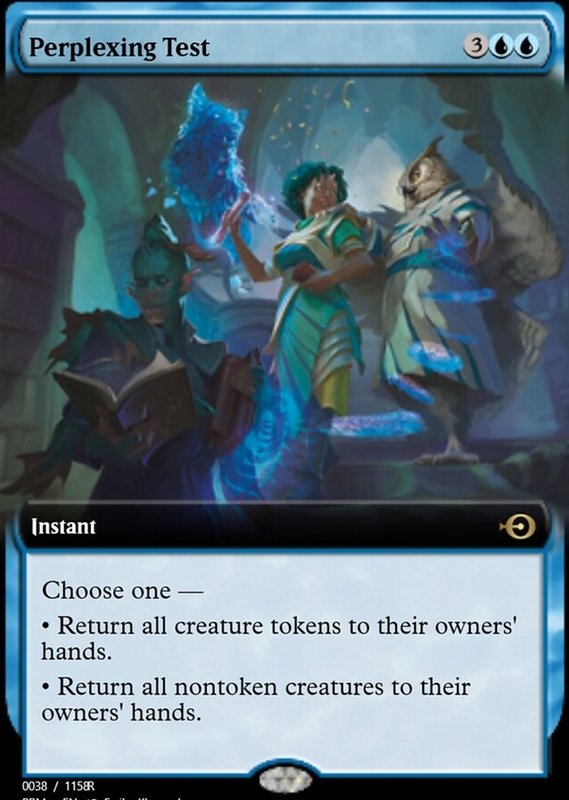 Perplexing Test
3
Instant
Choose one —
• Return all creature tokens to their owners'
hands.
• Return all nontoken creatures to their
owners' hands.
0038 / 1158R